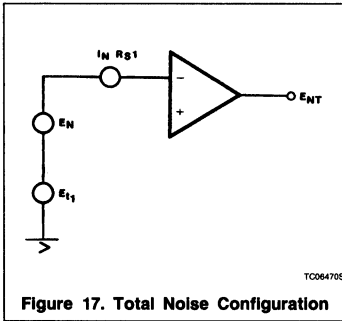 IN RS1
−
+
ENT
EN
Et1
TC06470S
Figure 17. Total Noise Configuration